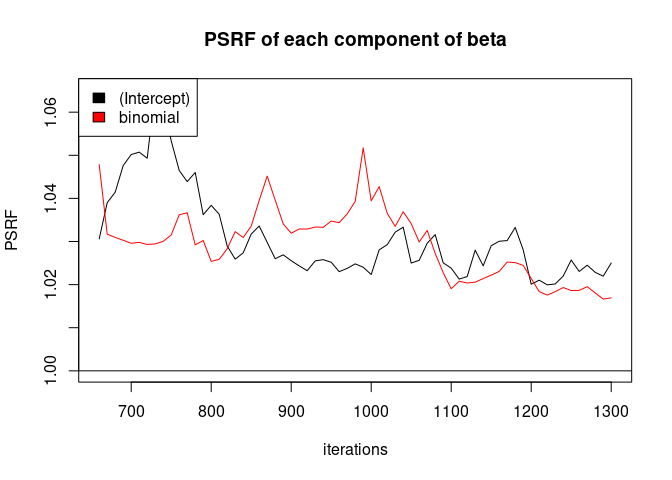 PSRF of each component of beta
(Intercept)
binomial
PSRF
1.06
1.04
1.02
1.00
700 800 900 1000 1100 1200 1300
iterations